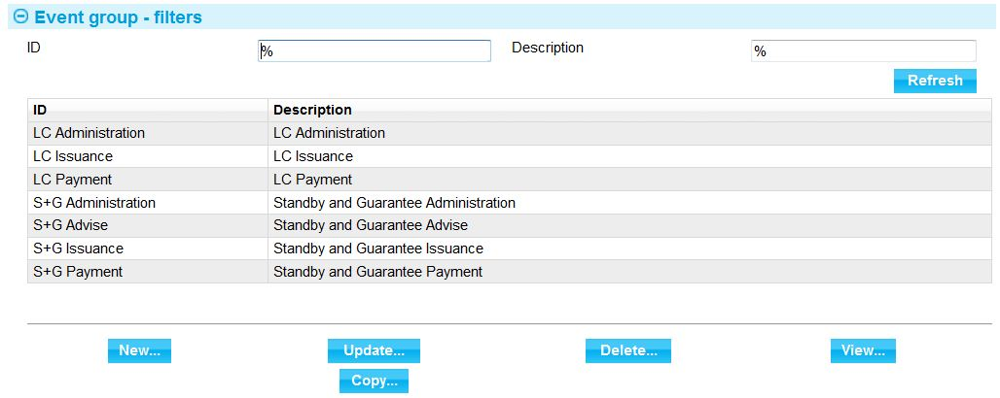 Event group - filters
ID % Description %
Refresh
ID Description
LC Administration LC Administration
LC Issuance LC Issuance
LC Payment LC Payment
S+G Administration Standby and Guarantee Administration
S+G Advise Standby and Guarantee Advise
S+G Issuance Standby and Guarantee Issuance
S+G Payment Standby and Guarantee Payment
New... Update... Delete... View...
Copy...